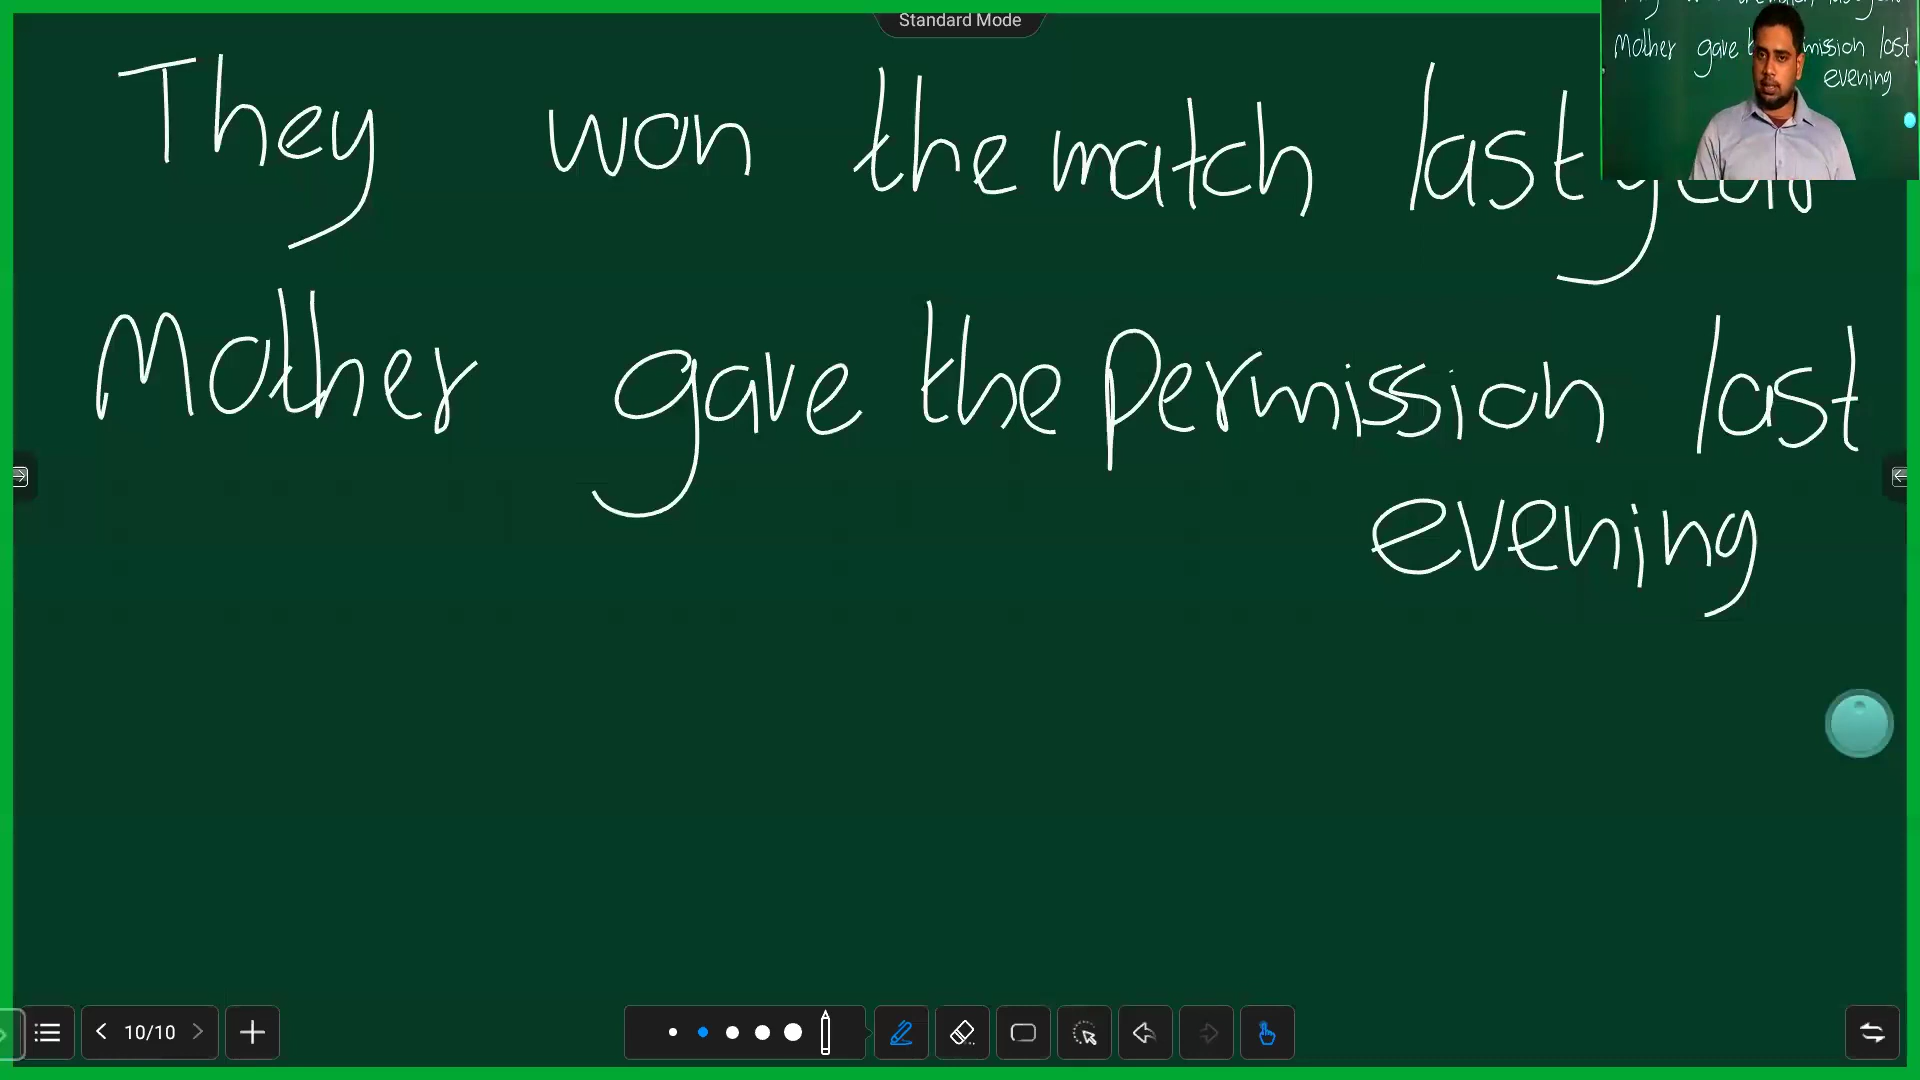 Standard Mode
They won the match last year
Mother gave the permission last
evening
mother gave mission last
evening
10/10